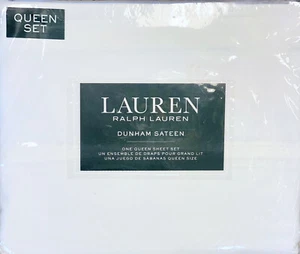 QUEEN
SET
LAUREN
RALPH LAUREN
DUNHAM SATEEN
ONE QUEEN SHEET SET
UN ENSEMBLE DE DRAPS POUR GRAND LIT
UNA JUEGO DE SABANAS QUEEN SIZE